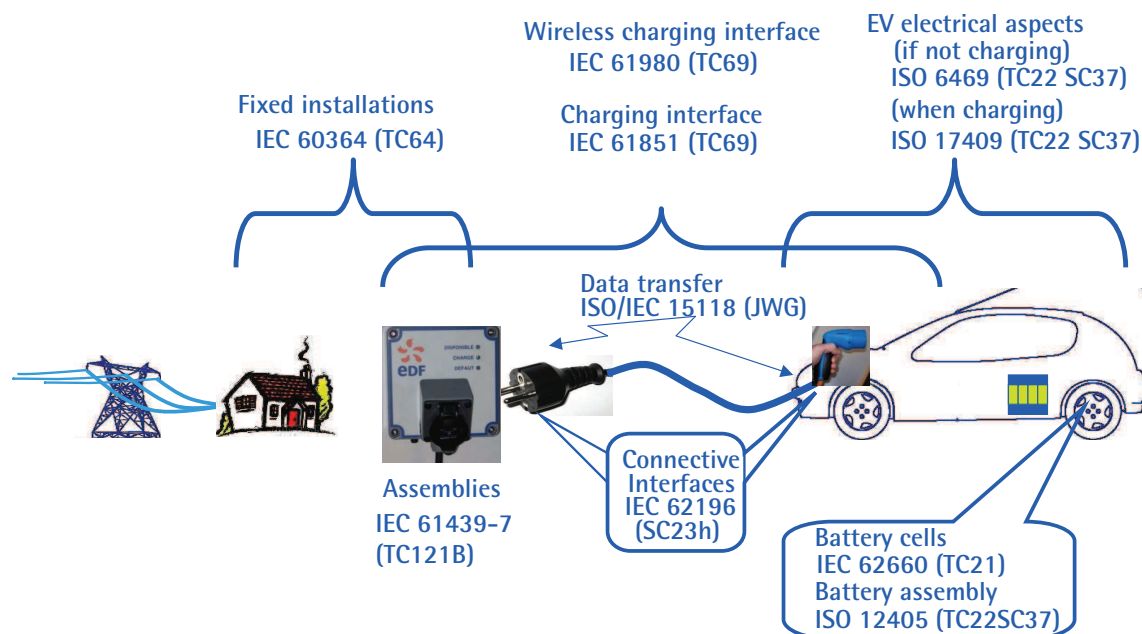 Wireless charging interface
IEC 61980 (TC69)
Charging interface
IEC 61851 (TC69)
EV electrical aspects
(if not charging)
ISO 6469 (TC22 SC37)
(when charging)
ISO 17409 (TC22 SC37)
Fixed installations
IEC 60364 (TC64)
Data transfer
ISO/IEC 15118 (JWG)
DISPONIBLE
CHARGE
DEFAUT
eDF
Assemblies
IEC 61439-7
(TC121B)
Connective
Interfaces
IEC 62196
(SC23h)
Battery cells
IEC 62660 (TC21)
Battery assembly
ISO 12405 (TC22SC37)